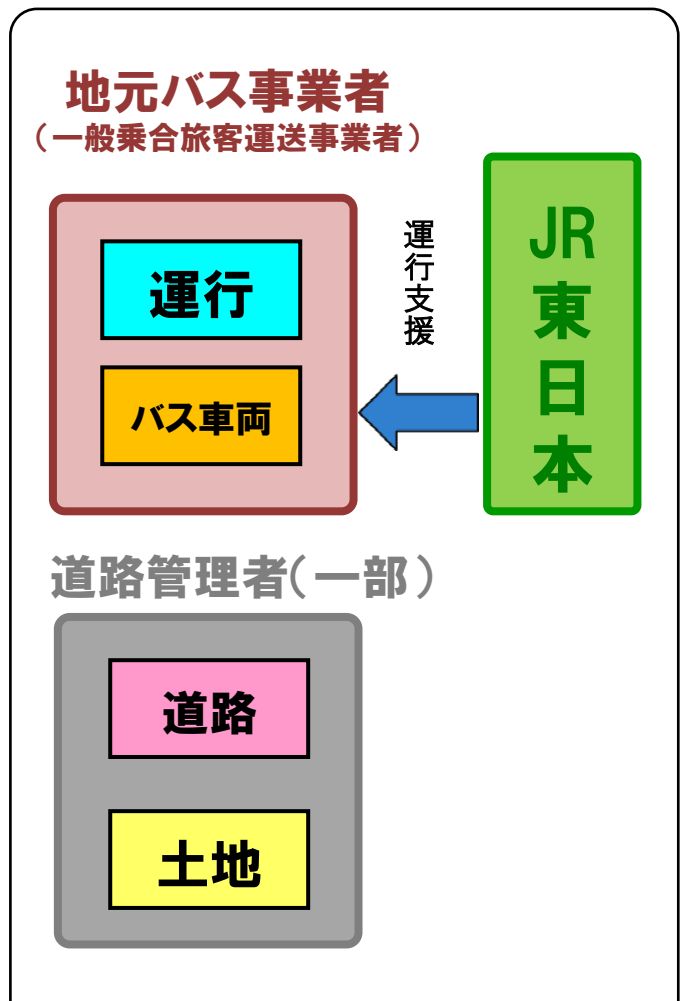 地元バス事業者
（一般乗合旅客運送事業者）
運行
バス車両
運行支援
JR東日本
道路管理者(一部)
道路
土地